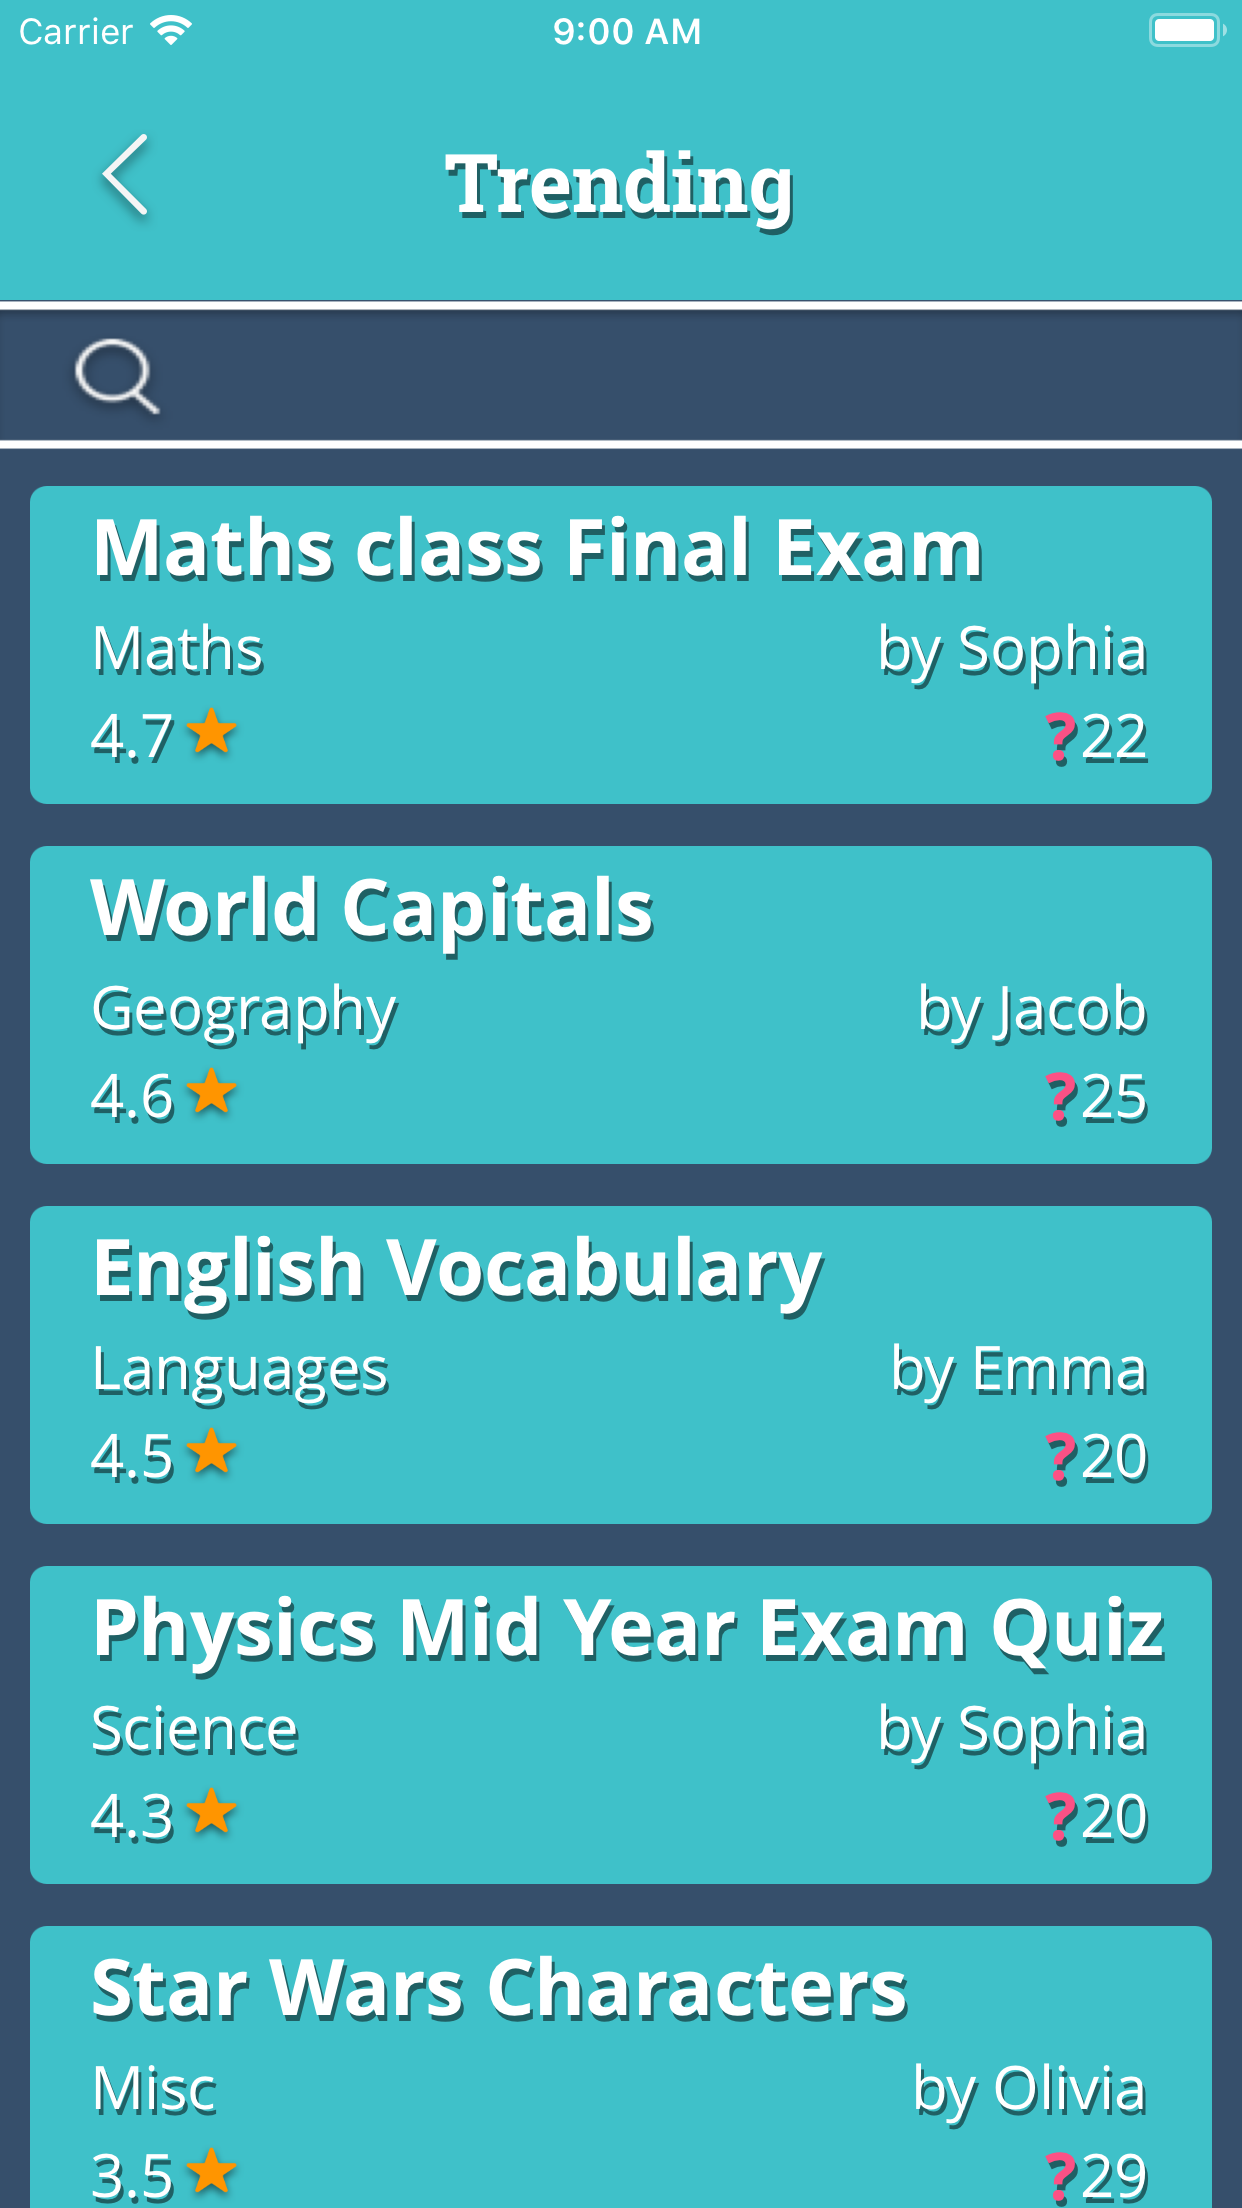 Carrier 9:00 AM
Trending
Maths class Final Exam
Maths by Sophia
4.7 ?22
World Capitals
Geography by Jacob
4.6 ?25
English Vocabulary
Languages by Emma
4.5 ?20
Physics Mid Year Exam Quiz
Science by Sophia
4.3 ?20
Star Wars Characters
Misc by Olivia
3.5 ?29